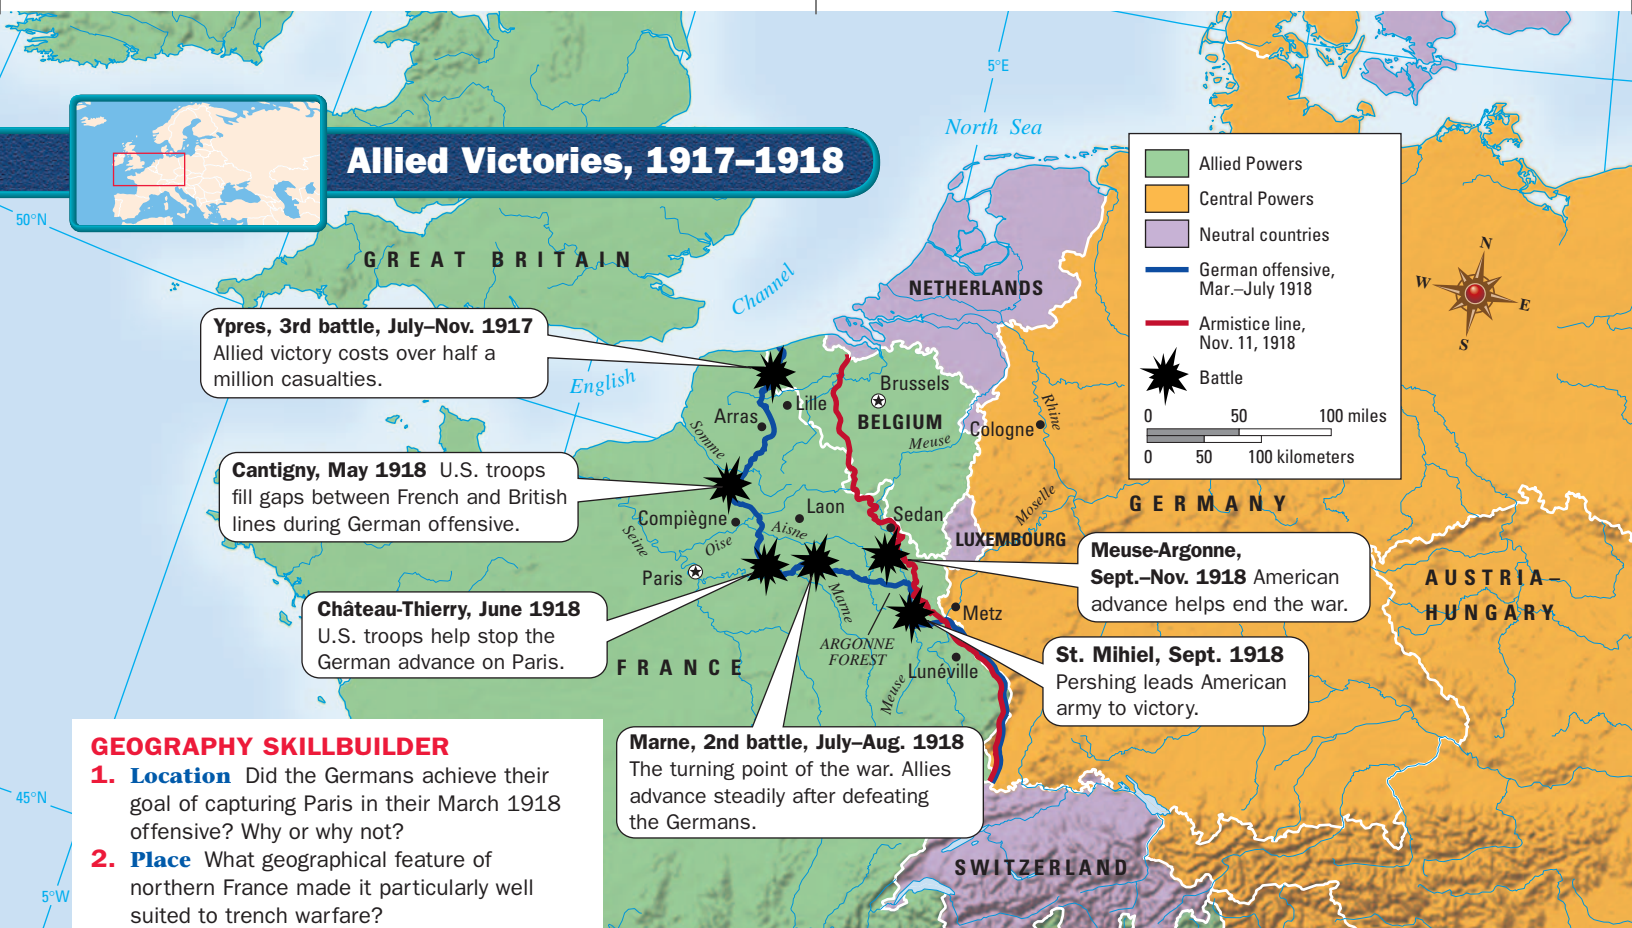 Allied Victories, 1917–1918
50°N
5°E
North Sea
GREAT BRITAIN
Channel
English
NETHERLANDS
Allied Powers
Central Powers
Neutral countries
German offensive,
Mar.–July 1918
Armistice line,
Nov. 11, 1918
Battle
0 50 100 miles
0 50 100 kilometers
N
W
E
S
Ypres, 3rd battle, July–Nov. 1917
Allied victory costs over half a
million casualties.
Brussels
BELGIUM
Lille
Arras
Somme
Meuse
Cologne
Rhine
Cantigny, May 1918 U.S. troops
fill gaps between French and British
lines during German offensive.
Laon
Compiègne
Aisne
Oise
Seine
Sedan
Moselle
GERMANY
LUXEMBOURG
Paris
Meuse-Argonne,
Sept.–Nov. 1918 American
advance helps end the war.
AUSTRIA–
HUNGARY
Château-Thierry, June 1918
U.S. troops help stop the
German advance on Paris.
Marne
Metz
ARGONNE
FOREST
FRANCE
Lunéville
Meuse
St. Mihiel, Sept. 1918
Pershing leads American
army to victory.
Marne, 2nd battle, July–Aug. 1918
The turning point of the war. Allies
advance steadily after defeating
the Germans.
SWITZERLAND
45°N
5°W
GEOGRAPHY SKILLBUILDER
1. Location Did the Germans achieve their
goal of capturing Paris in their March 1918
offensive? Why or why not?
2. Place What geographical feature of
northern France made it particularly well
suited to trench warfare?